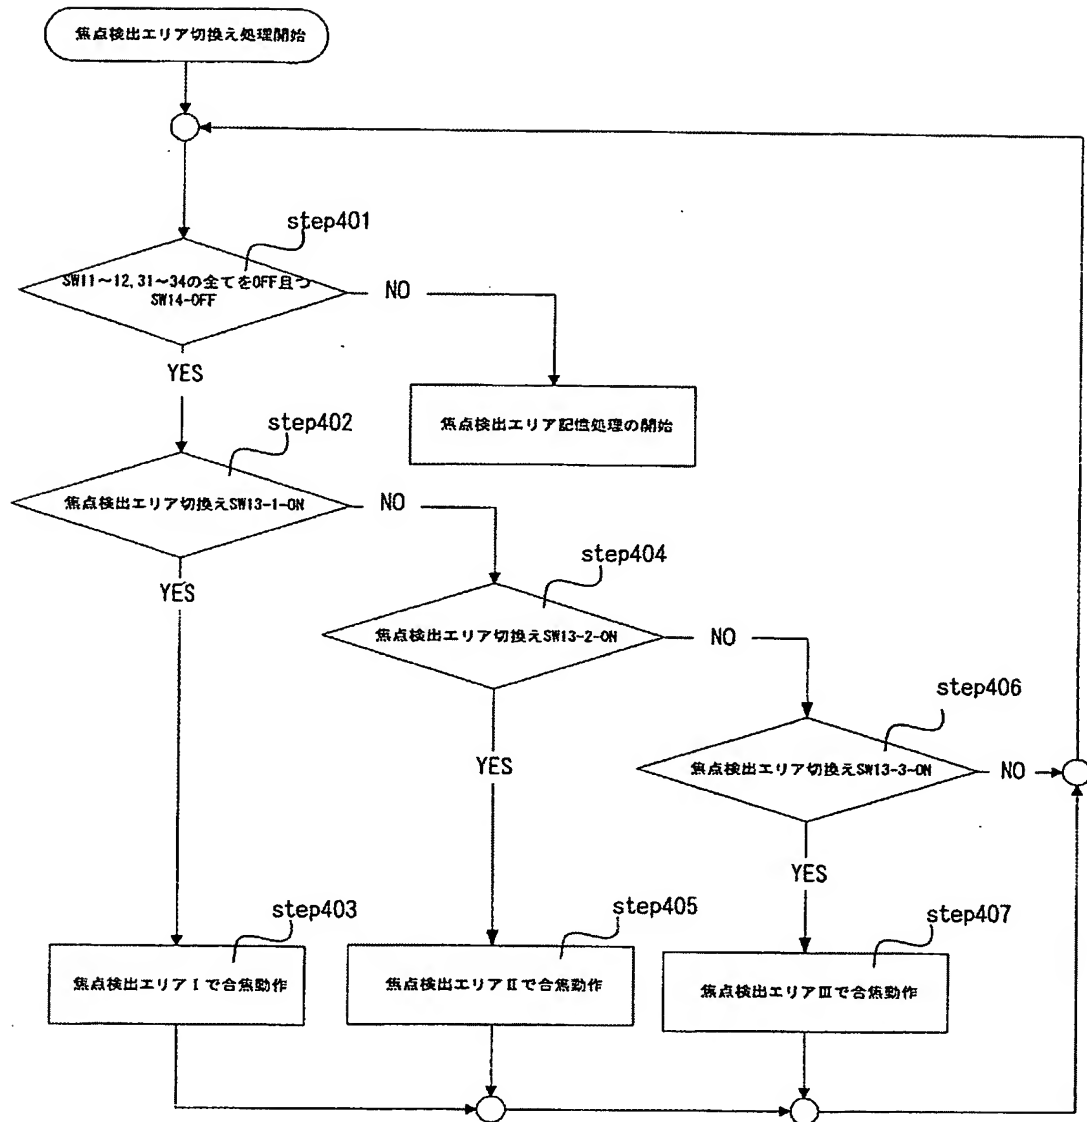 焦点検出エリア切換え処理開始
step401
SW11～12,31～34の全てをOFF且つ
SW14-OFF
NO
YES
焦点検出エリア記憶処理の開始
step402
焦点検出エリア切換えSW13-1-ON
NO
YES
step404
焦点検出エリア切換えSW13-2-ON
NO
YES
step406
焦点検出エリア切換えSW13-3-ON
NO
YES
step403
焦点検出エリアⅠで合焦動作
step405
焦点検出エリアⅡで合焦動作
step407
焦点検出エリアⅢで合焦動作